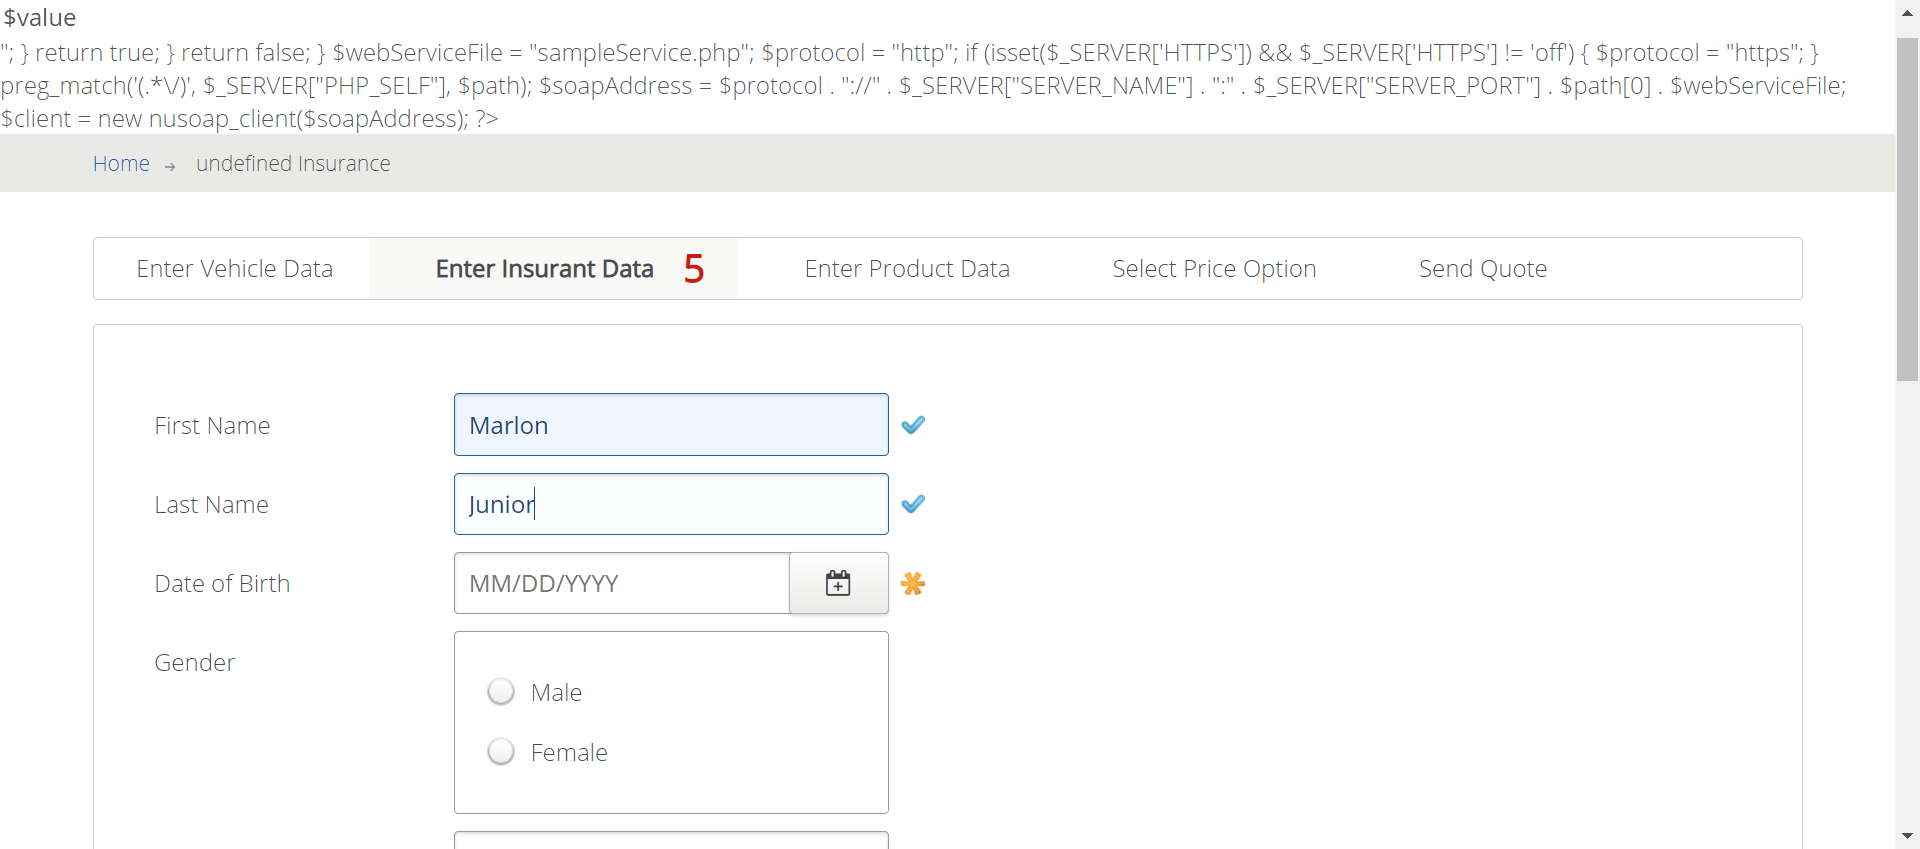 $value
"; } return true; } return false; } $webServiceFile = "sampleService.php"; $protocol = "http"; if (isset($_SERVER['HTTPS']) && $_SERVER['HTTPS'] != 'off') { $protocol = "https"; }
preg_match('(.*\/)', $_SERVER["PHP_SELF"], $path); $soapAddress = $protocol . "://" . $_SERVER["SERVER_NAME"] . ":" . $_SERVER["SERVER_PORT"] . $path[0] . $webServiceFile;
$client = new nusoap_client($soapAddress); ?>
Home → undefined Insurance
Enter Vehicle Data Enter Insurant Data 5 Enter Product Data Select Price Option Send Quote
First Name Marlon
Last Name Junior
Date of Birth MM/DD/YYYY
Gender
Male
Female